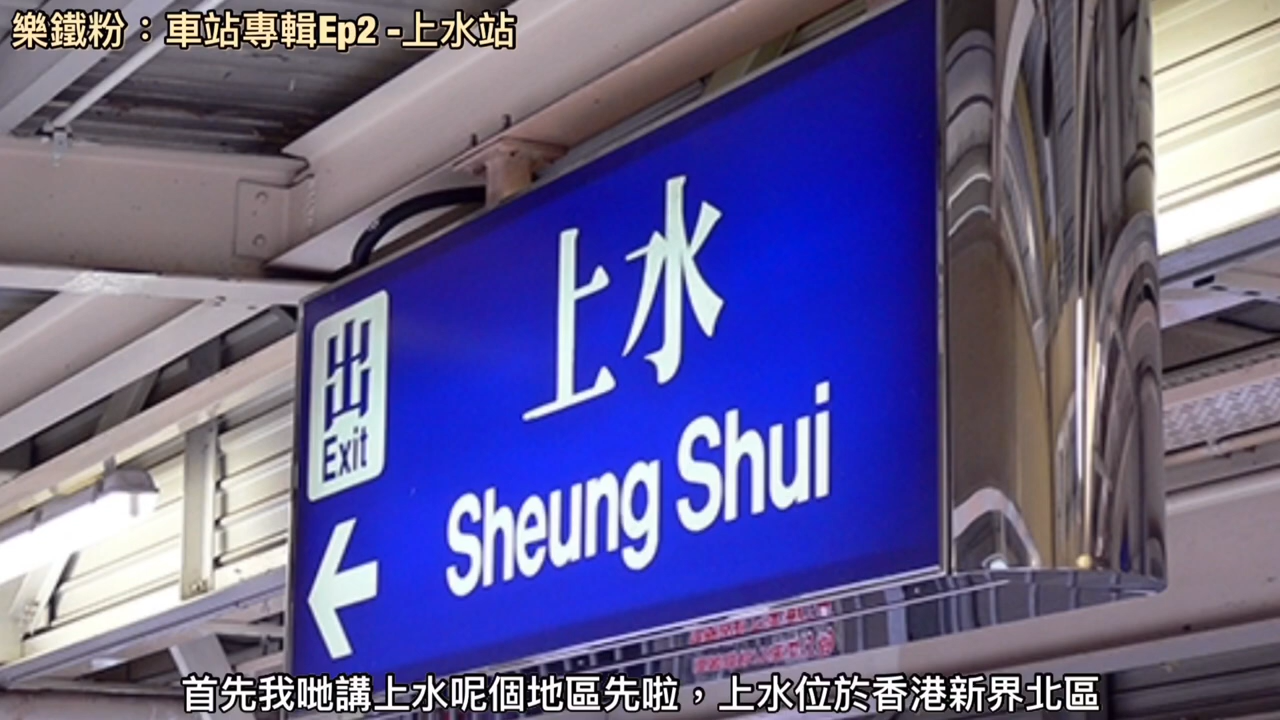 樂鐵粉：車站專輯Ep2 -上水站
上水
出
Exit
Sheung Shui
首先我哋講上水呢個地區先啦，上水位於香港新界北區